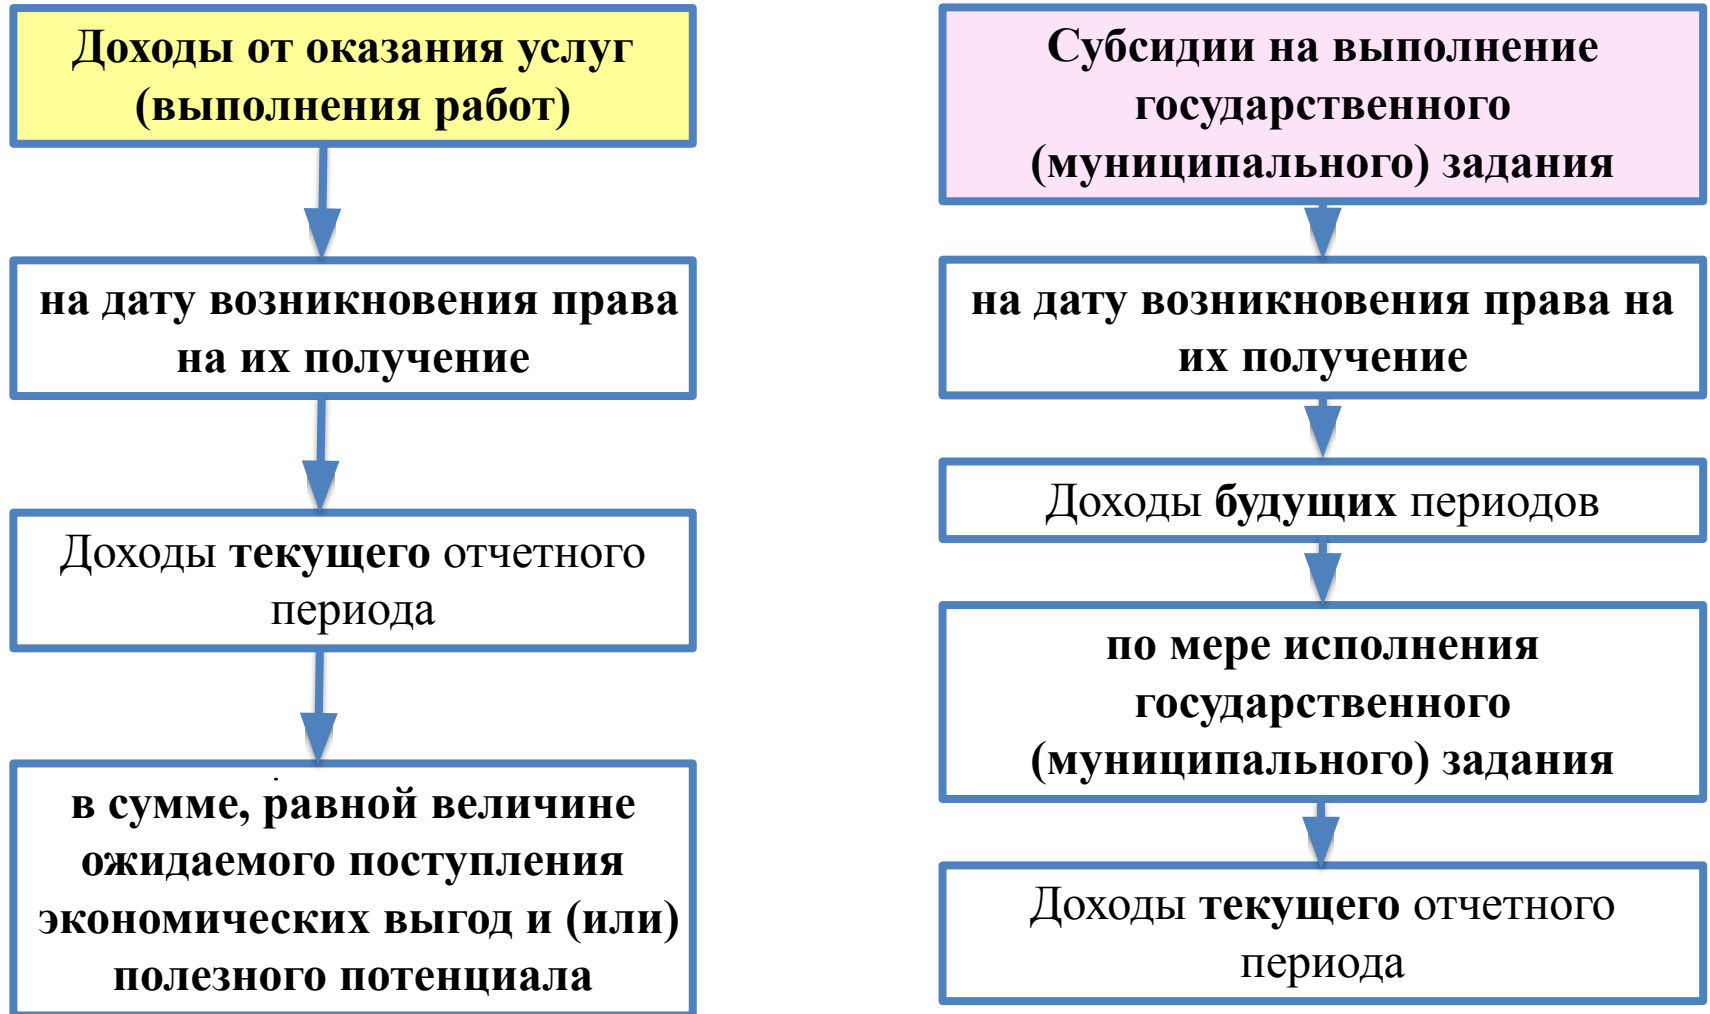 Доходы от оказания услуг
(выполнения работ)
на дату возникновения права
на их получение
Доходы текущего отчетного
периода
в сумме, равной величине
ожидаемого поступления
экономических выгод и (или)
полезного потенциала
Субсидии на выполнение
государственного
(муниципального) задания
на дату возникновения права на
их получение
Доходы будущих периодов
по мере исполнения
государственного
(муниципального) задания
Доходы текущего отчетного
периода